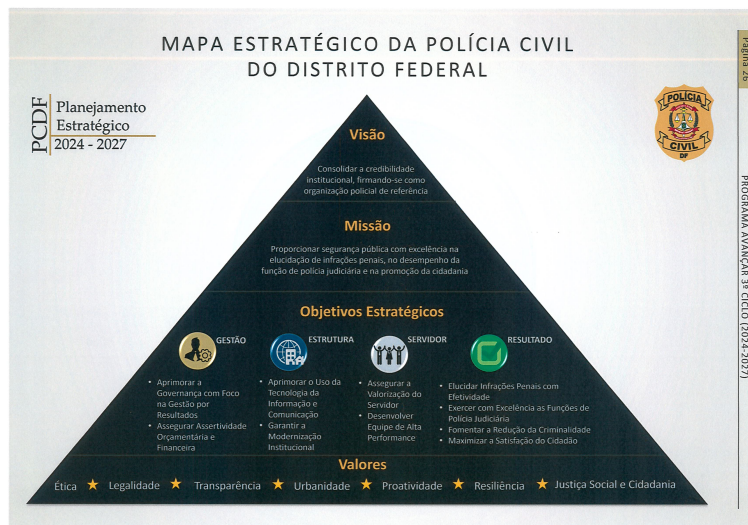 MAPA ESTRATÉGICO DA POLÍCIA CIVIL
DO DISTRITO FEDERAL
PCDF
Planejamento
Estratégico
2024 - 2027
POLÍCIA
CIVIL
DF
Página 26
PROGRAMA AVANÇAR 3º CICLO (2024-2027)
Visão
Consolidar a credibilidade
institucional, firmando-se como
organização policial de referência
Missão
Proporcionar segurança pública com excelência na
elucidação de infrações penais, no desempenho da
função de polícia judiciária e na promoção da cidadania
Objetivos Estratégicos
GESTÃO
• Aprimorar a
Governança com Foco
na Gestão por
Resultados
• Assegurar Assertividade
Orçamentária e
Financeira
ESTRUTURA
• Aprimorar o Uso da
Tecnologia da
Informação e
Comunicação
• Garantir a
Modernização
Institucional
SERVIDOR
• Assegurar a
Valorização do
Servidor
• Desenvolver
Equipe de Alta
Performance
RESULTADO
• Elucidar Infrações Penais com
Efetividade
• Exercer com Excelência as Funções de
Polícia Judiciária
• Fomentar a Redução da Criminalidade
• Maximizar a Satisfação do Cidadão
Valores
Ética ★ Legalidade ★ Transparência ★ Urbanidade ★ Proatividade ★ Resiliência ★ Justiça Social e Cidadania